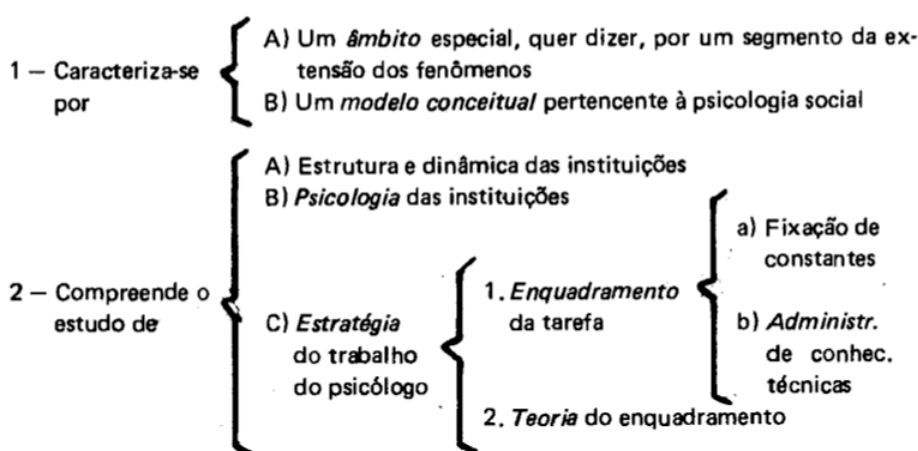 1 — Caracteriza-se
por
A) Um âmbito especial, quer dizer, por um segmento da ex-
tensão dos fenômenos
B) Um modelo conceitual pertencente à psicologia social
2 — Compreende o
estudo de
A) Estrutura e dinâmica das instituições
B) Psicologia das instituições
C) Estratégia
do trabalho
do psicólogo
1. Enquadramento
da tarefa
a) Fixação de
constantes
b) Administr.
de conhec.
técnicas
2. Teoria do enquadramento